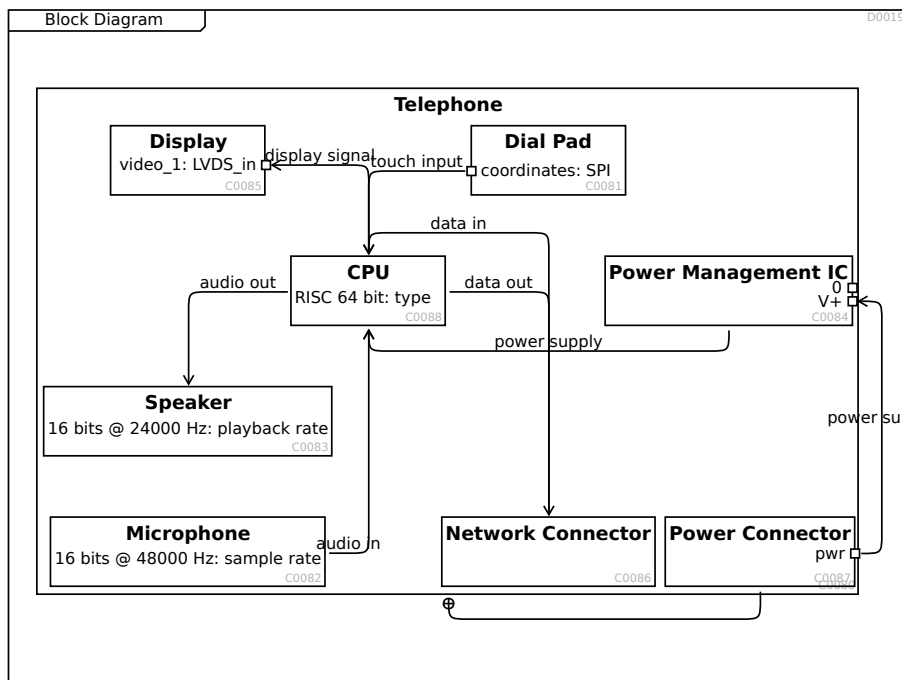 Block Diagram
D0019
Telephone
Display
video_1: LVDS_in
C0085
display signal
touch input
Dial Pad
coordinates: SPI
C0081
data in
CPU
RISC 64 bit: type
C0088
audio out
data out
Power Management IC
0
V+
C0084
power supply
Speaker
16 bits @ 24000 Hz: playback rate
C0083
power su
Microphone
16 bits @ 48000 Hz: sample rate
C0082
audio in
Network Connector
C0086
Power Connector
pwr
C0087